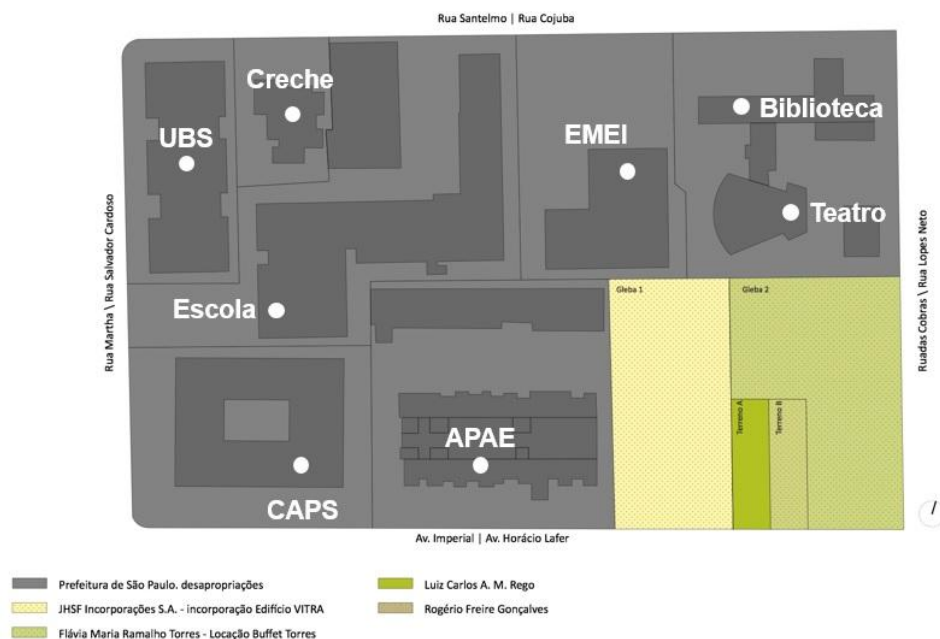 Rua Santelmo | Rua Cojuba
Creche
UBS
EMEI
Biblioteca
Teatro
Rua Martha \ Rua Salvador Cardoso
Ruadas Cobras \ Rua Lopes Neto
Escola
Gleba 1
Gleba 2
Terreno A
Terreno B
APAE
CAPS
Av. Imperial | Av. Horácio Lafer
Prefeitura de São Paulo. desapropriações
JHSF Incorporações S.A. - incorporação Edifício VITRA
Flávia Maria Ramalho Torres - Locação Buffet Torres
Luiz Carlos A. M. Rego
Rogério Freire Gonçalves